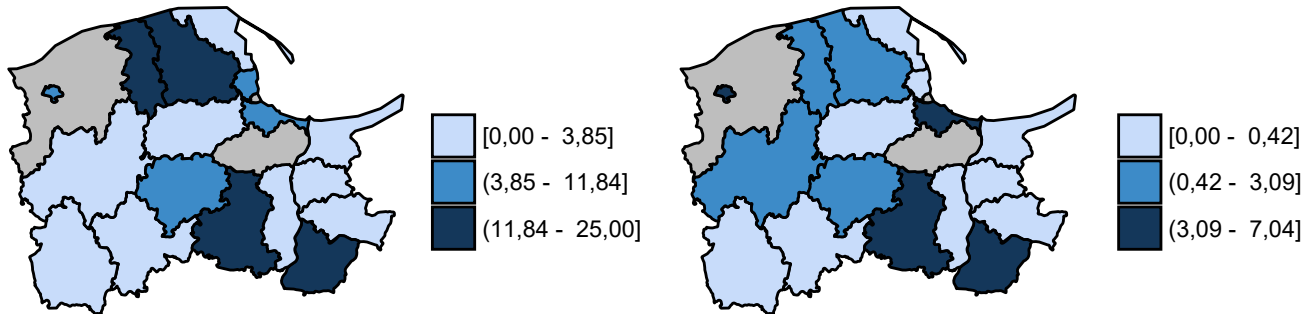 [0,00 - 3,85]
(3,85 - 11,84]
(11,84 - 25,00]
[0,00 - 0,42]
(0,42 - 3,09]
(3,09 - 7,04]